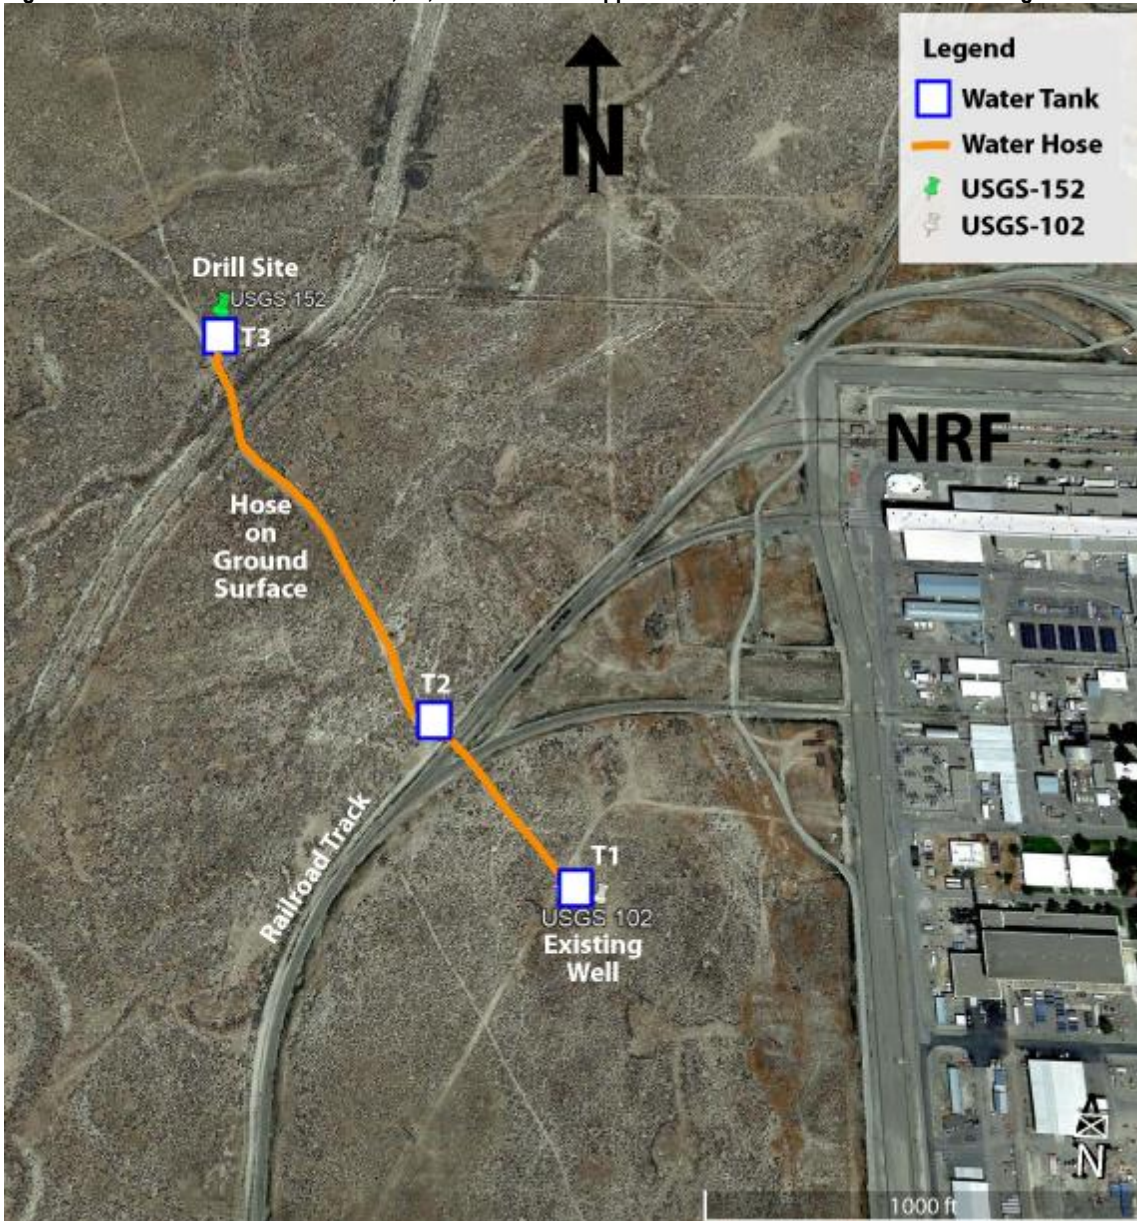 N
Legend
Water Tank
Water Hose
USGS-152
USGS-102
Drill Site
USGS 152
T3
NRF
Hose
on
Ground
Surface
T2
Railroad Track
T1
USGS 102
Existing
Well
N
1000 ft